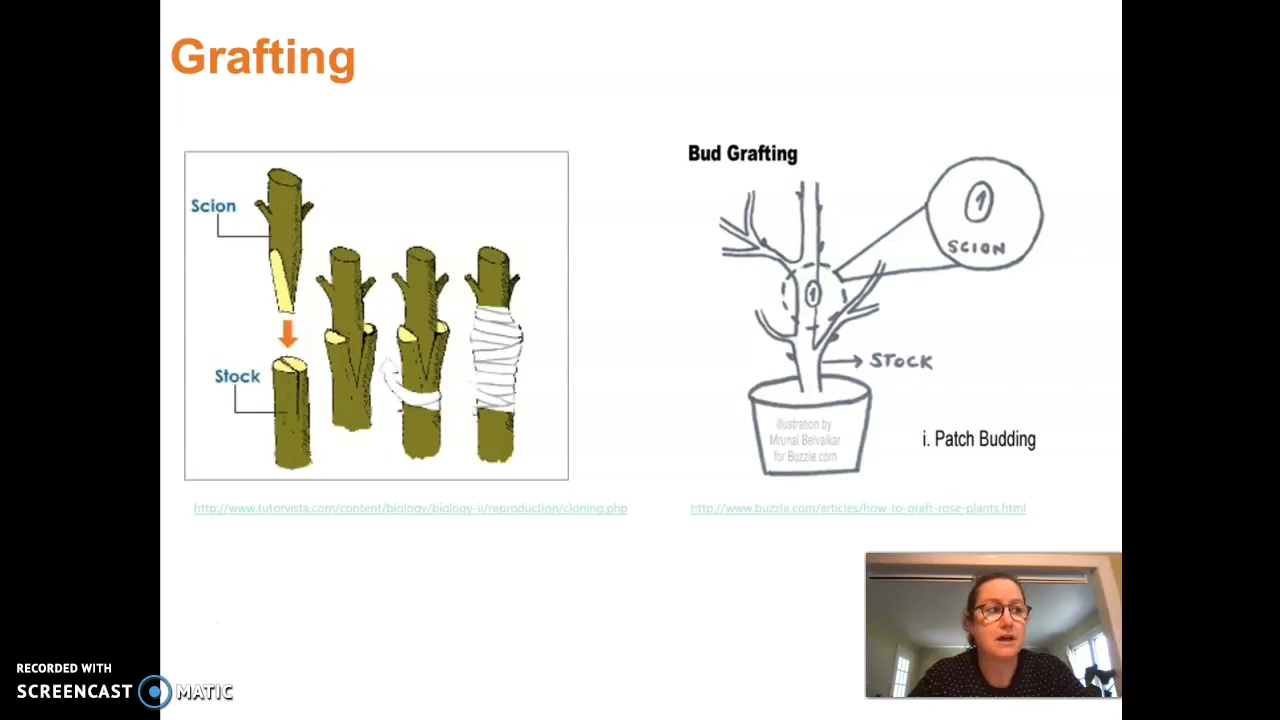 Grafting
Scion
Stock
http://www.tutorvista.com/content/biology/biology-ii/reproduction/cloning.php
Bud Grafting
1
SCION
1
STOCK
illustration by
Mrunal Belvalkar
for Buzzle.com
i. Patch Budding
http://www.buzzle.com/articles/how-to-graft-rose-plants.html
RECORDED WITH
SCREENCAST MATIC